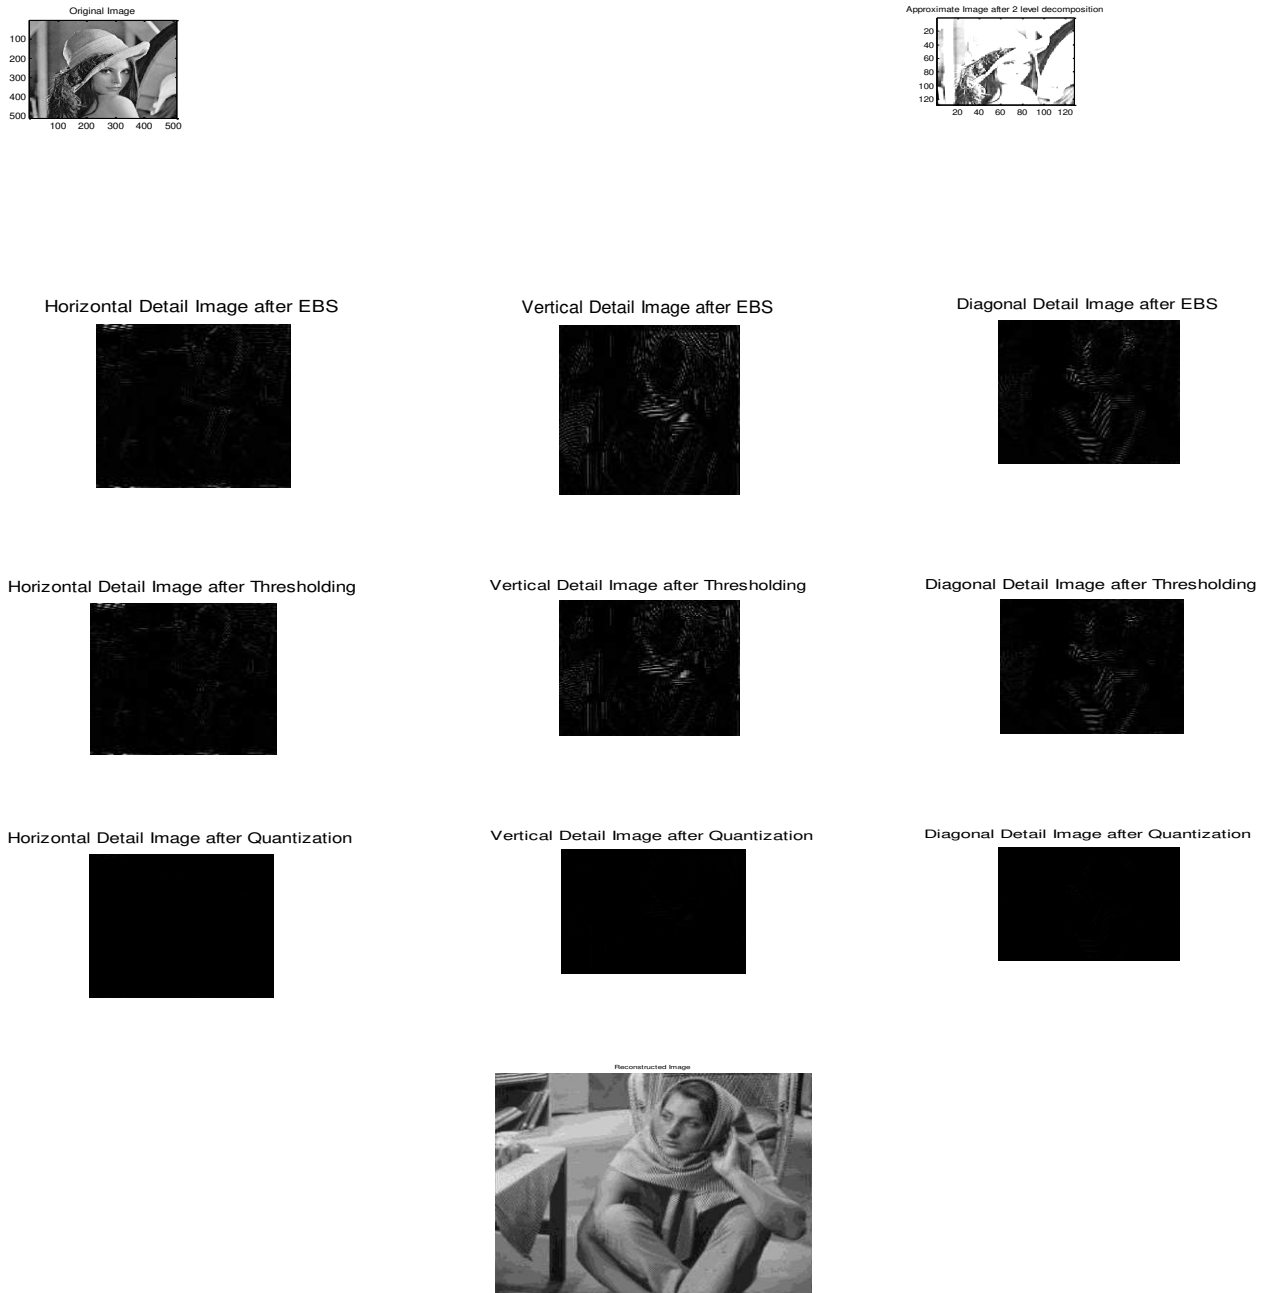 Original Image
100
200
300
400
500
100 200 300 400 500
Approximate Image after 2 level decomposition
20
40
60
80
100
120
20 40 60 80 100 120
Horizontal Detail Image after EBS
Vertical Detail Image after EBS
Diagonal Detail Image after EBS
Horizontal Detail Image after Thresholding
Vertical Detail Image after Thresholding
Diagonal Detail Image after Thresholding
Horizontal Detail Image after Quantization
Vertical Detail Image after Quantization
Diagonal Detail Image after Quantization
Reconstructed Image